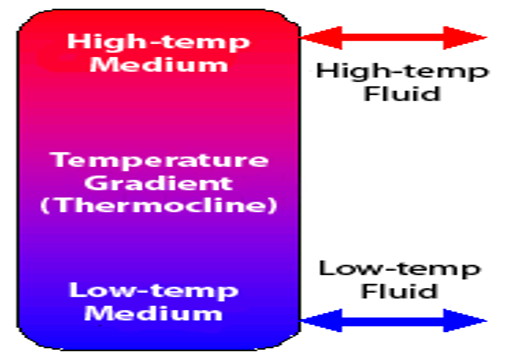 High-temp
Medium
High-temp
Fluid
Temperature
Gradient
(Thermocline)
Low-temp
Medium
Low-temp
Fluid